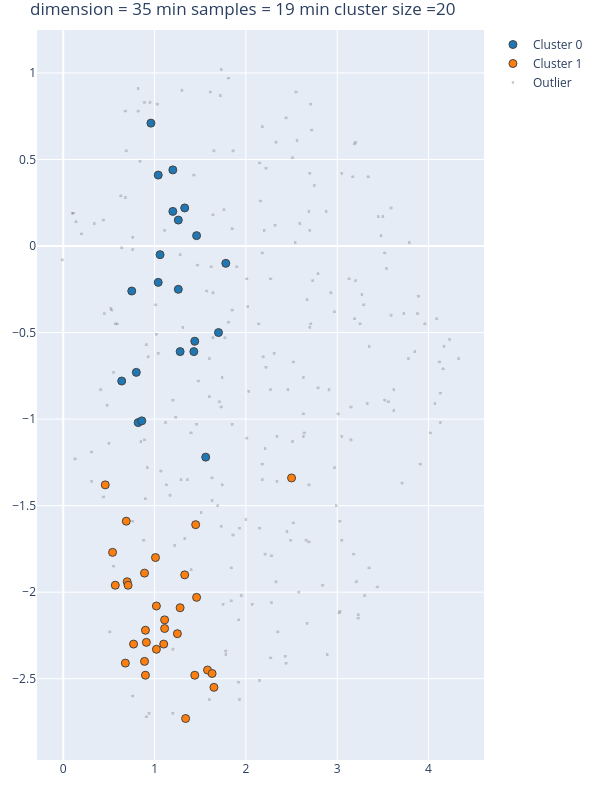 dimension = 35 min samples = 19 min cluster size =20
Cluster 0
Cluster 1
Outlier
1
0.5
0
−0.5
−1
−1.5
−2
−2.5
0 1 2 3 4